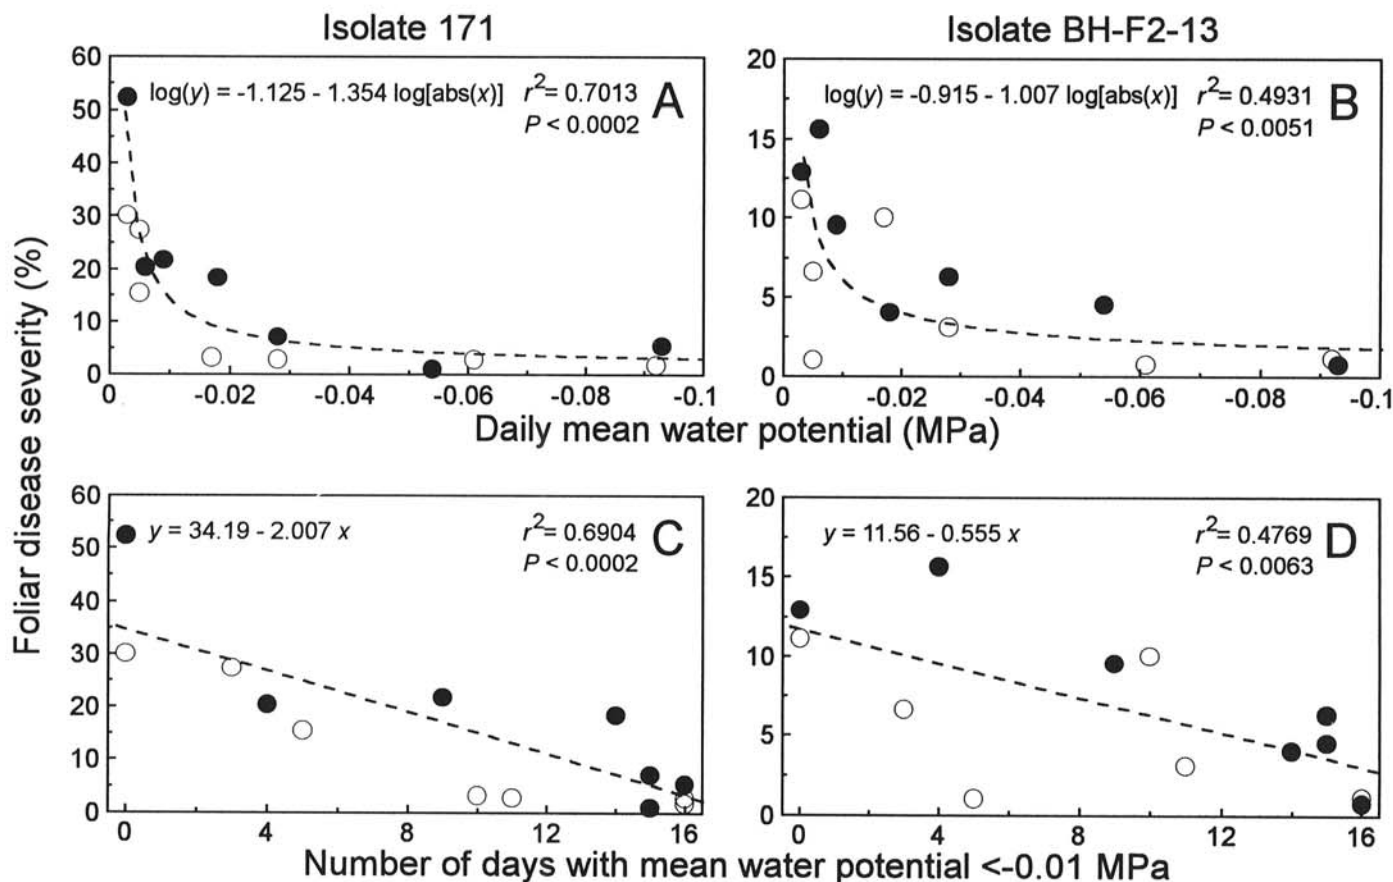 Isolate 171
Isolate BH-F2-13
Foliar disease severity (%)
60
50
40
30
20
10
0
log(y) = -1.125 - 1.354 log[abs(x)]
r² = 0.7013
P < 0.0002
A
0
-0.02
-0.04
-0.06
-0.08
-0.1
20
15
10
5
0
log(y) = -0.915 - 1.007 log[abs(x)]
r² = 0.4931
P < 0.0051
B
0
-0.02
-0.04
-0.06
-0.08
-0.1
Daily mean water potential (MPa)
60
50
40
30
20
10
0
y = 34.19 - 2.007 x
r² = 0.6904
P < 0.0002
C
0
4
8
12
16
20
15
10
5
0
y = 11.56 - 0.555 x
r² = 0.4769
P < 0.0063
D
0
4
8
12
16
Number of days with mean water potential <-0.01 MPa